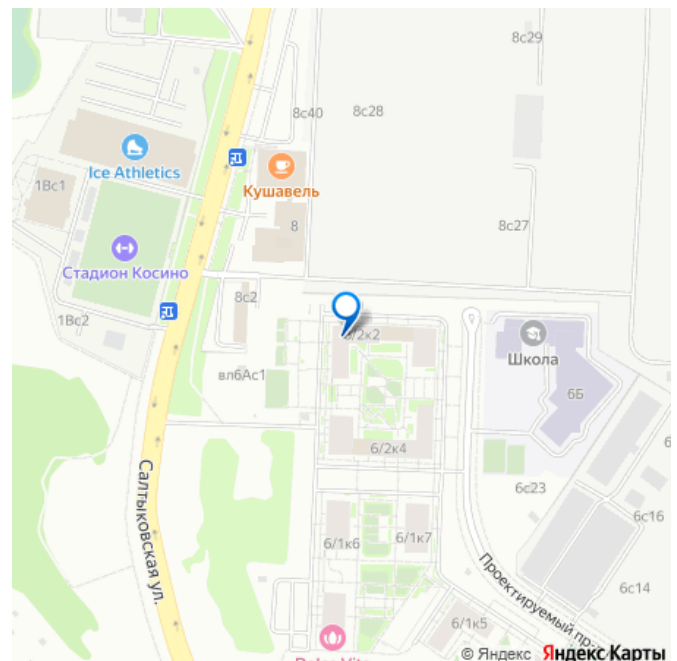 8с29
8с40
8с28
Ice Athletics
1Вс1
Кушавель
8
8с27
Стадион Косино
8с2
1Вс2
6/2к2
Школа
6Б
вл6Ас1
6/2к4
6с23
6с16
Салтыковская ул.
6/1к6
6/1к7
Проектируемый
6с14
6/1к5
© Яндекс Яндекс Карты